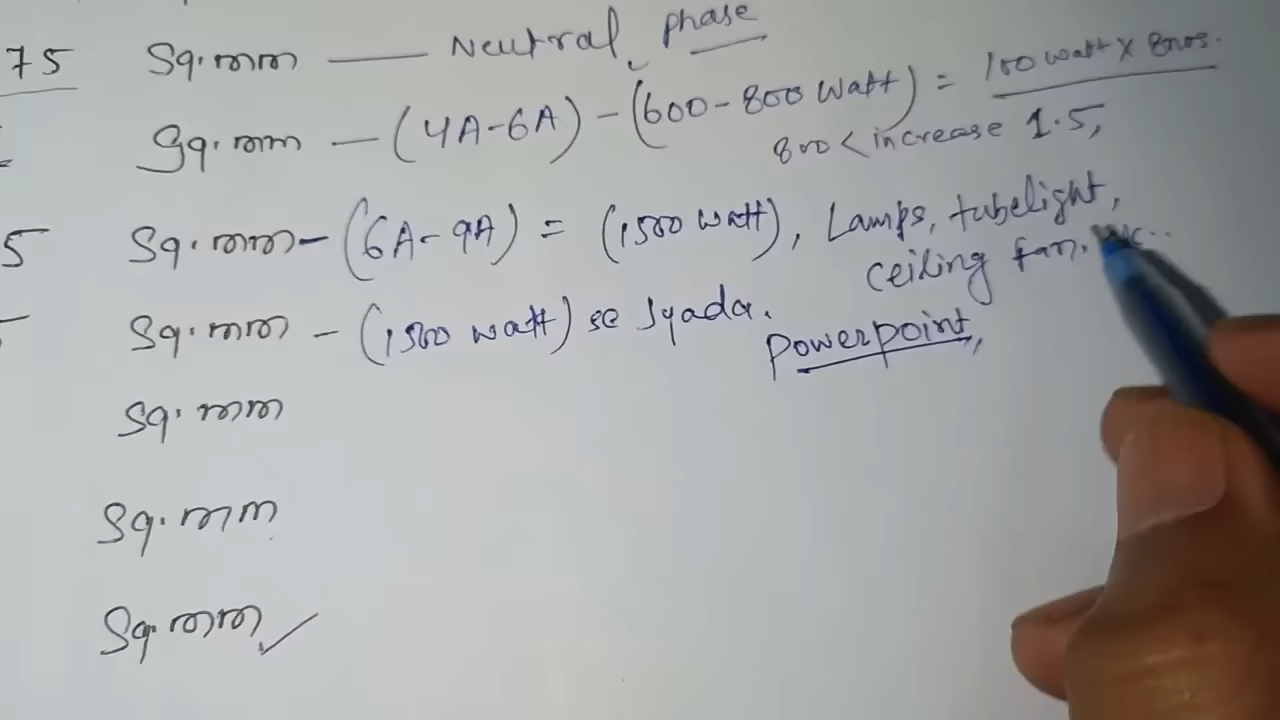 75 Sq.mm — Neutral, phase
Sq.mm – (4A-6A) – (600-800 Watt) = 100 watt x 8nos.
800 < increase 1.5,
5 Sq.mm – (6A-9A) = (1500 watt), Lamps, tubelight,
ceiling fan.
Sq.mm – (1500 watt) se Jyada.
Powerpoint,
Sq.mm
Sq.mm
Sq.mm ✓